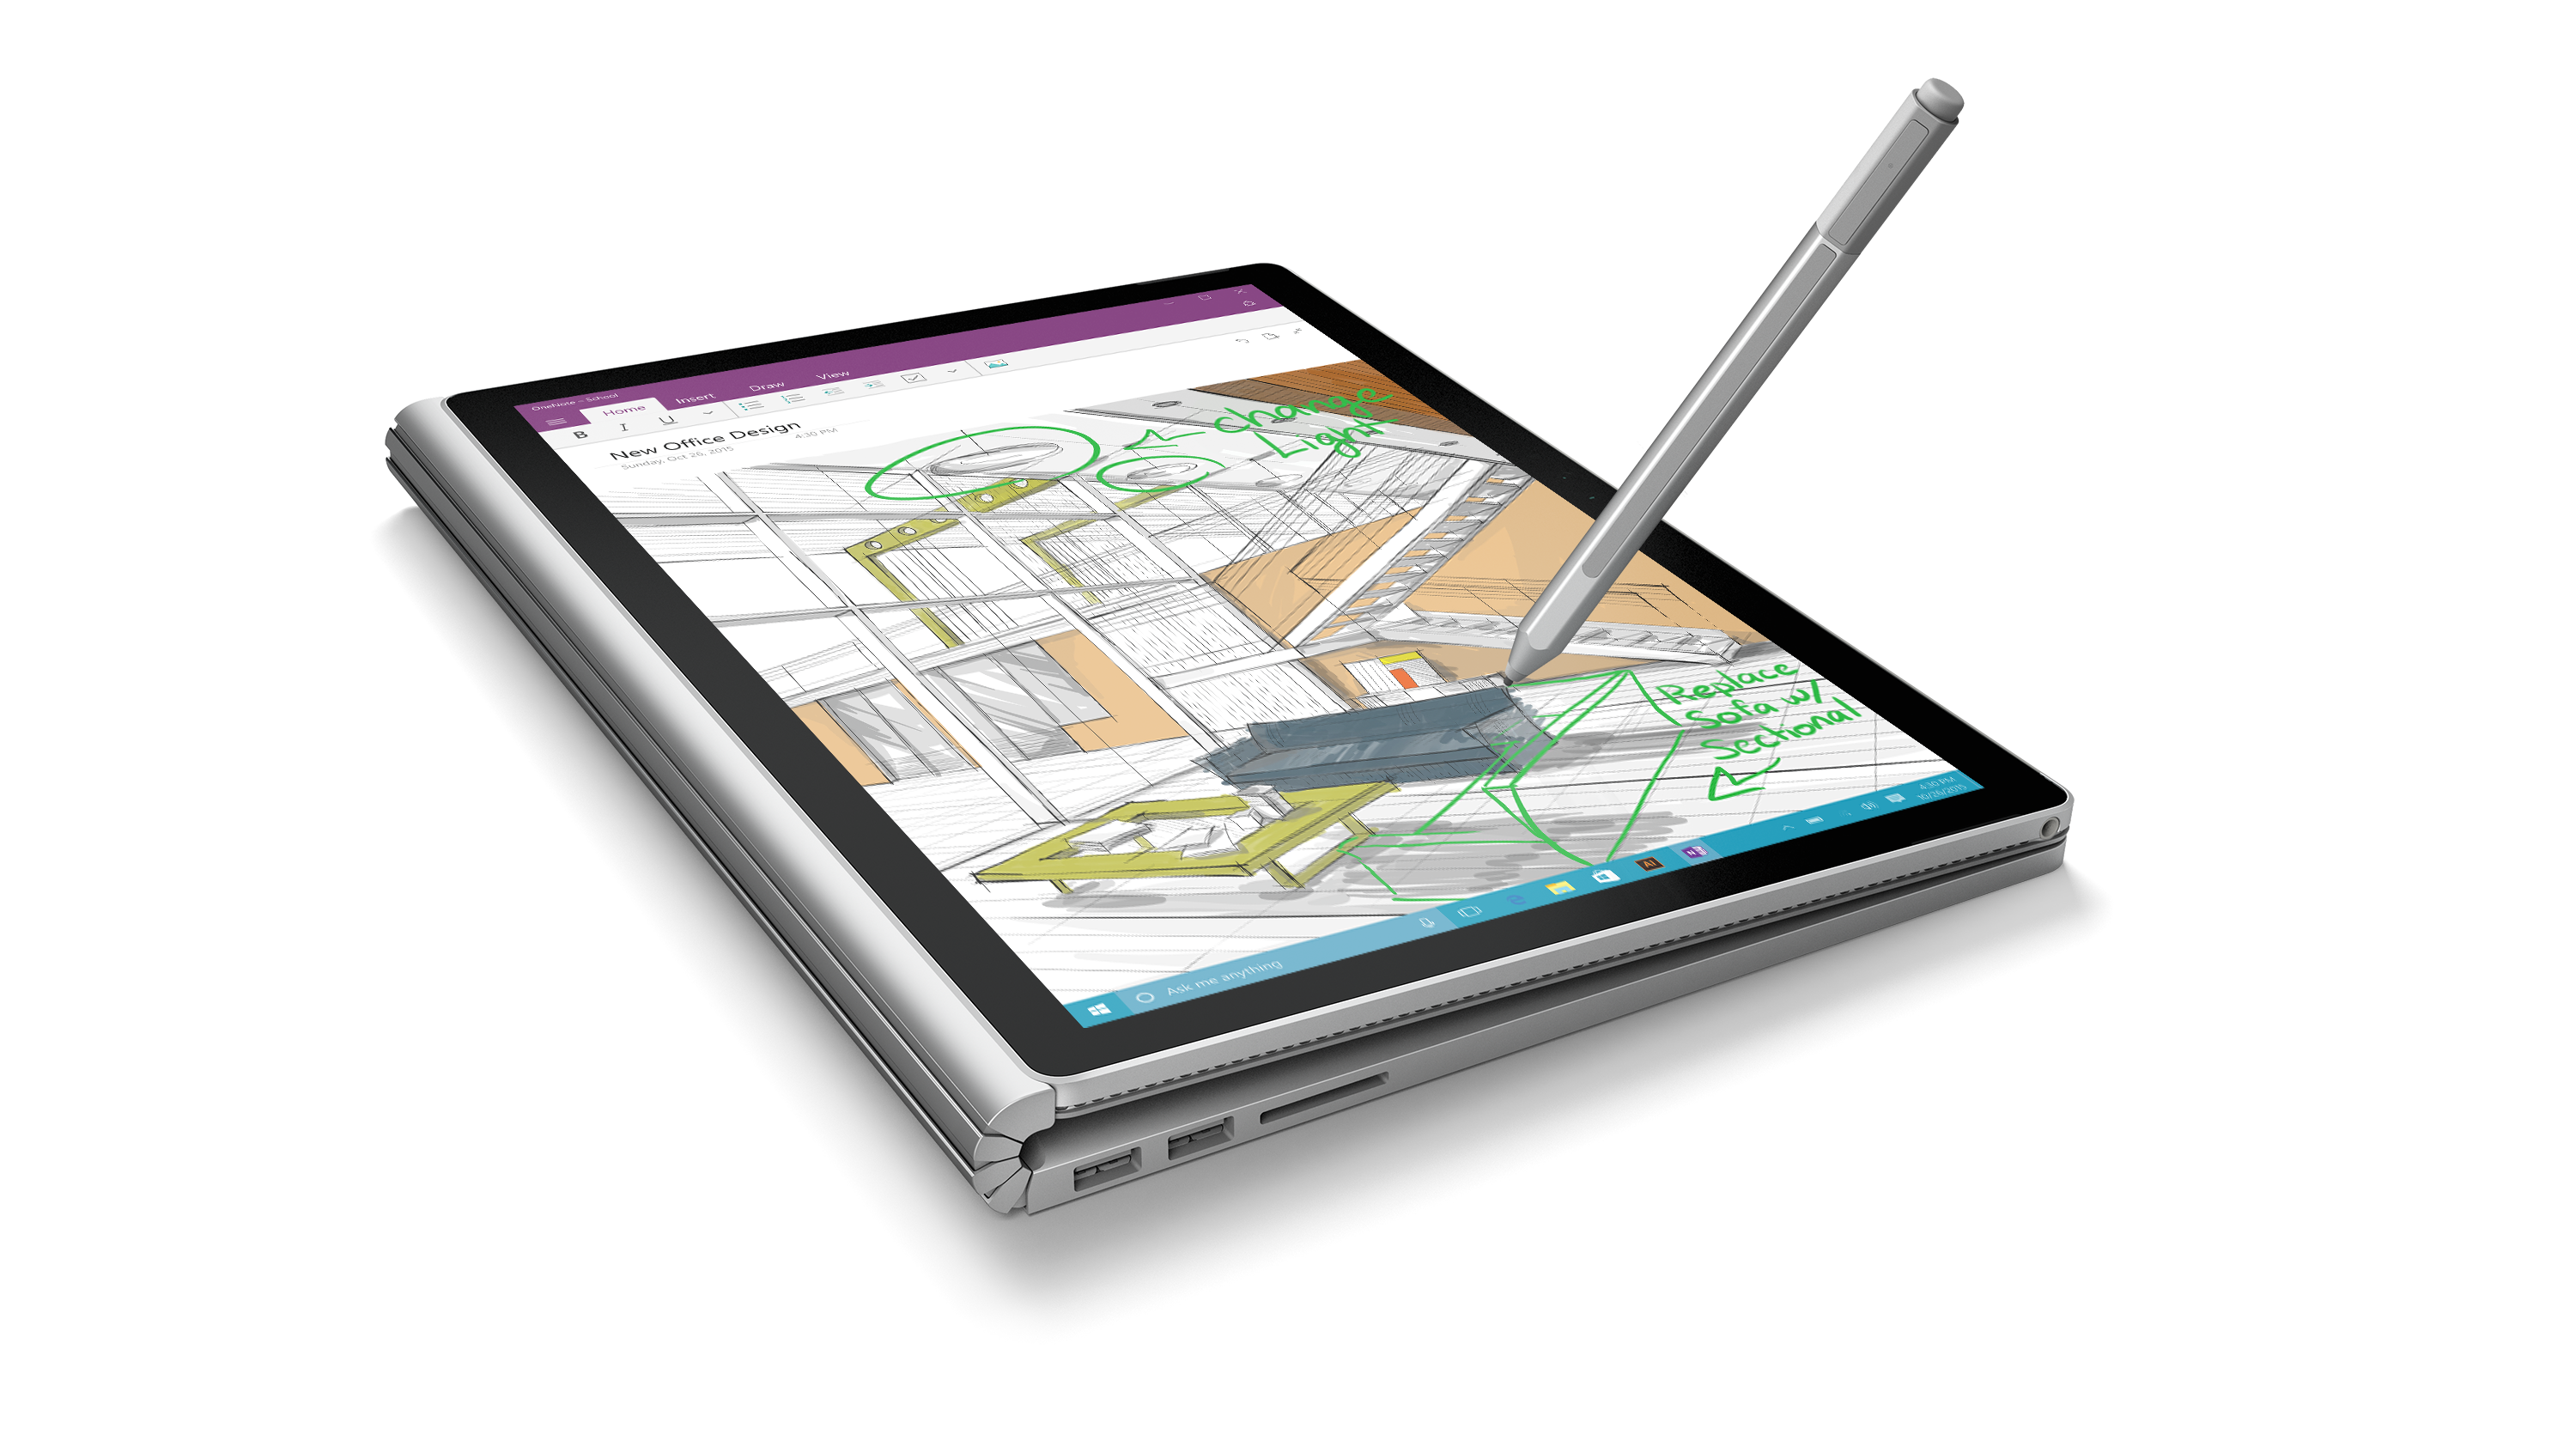 OneNote – School
Home Insert Draw View
B I U
New Office Design
Sunday, Oct 26, 2015 4:30 PM
change
Light
Replace
Sofa w/
Sectional
Ask me anything
Ai
N
4:30 PM
10/26/2015